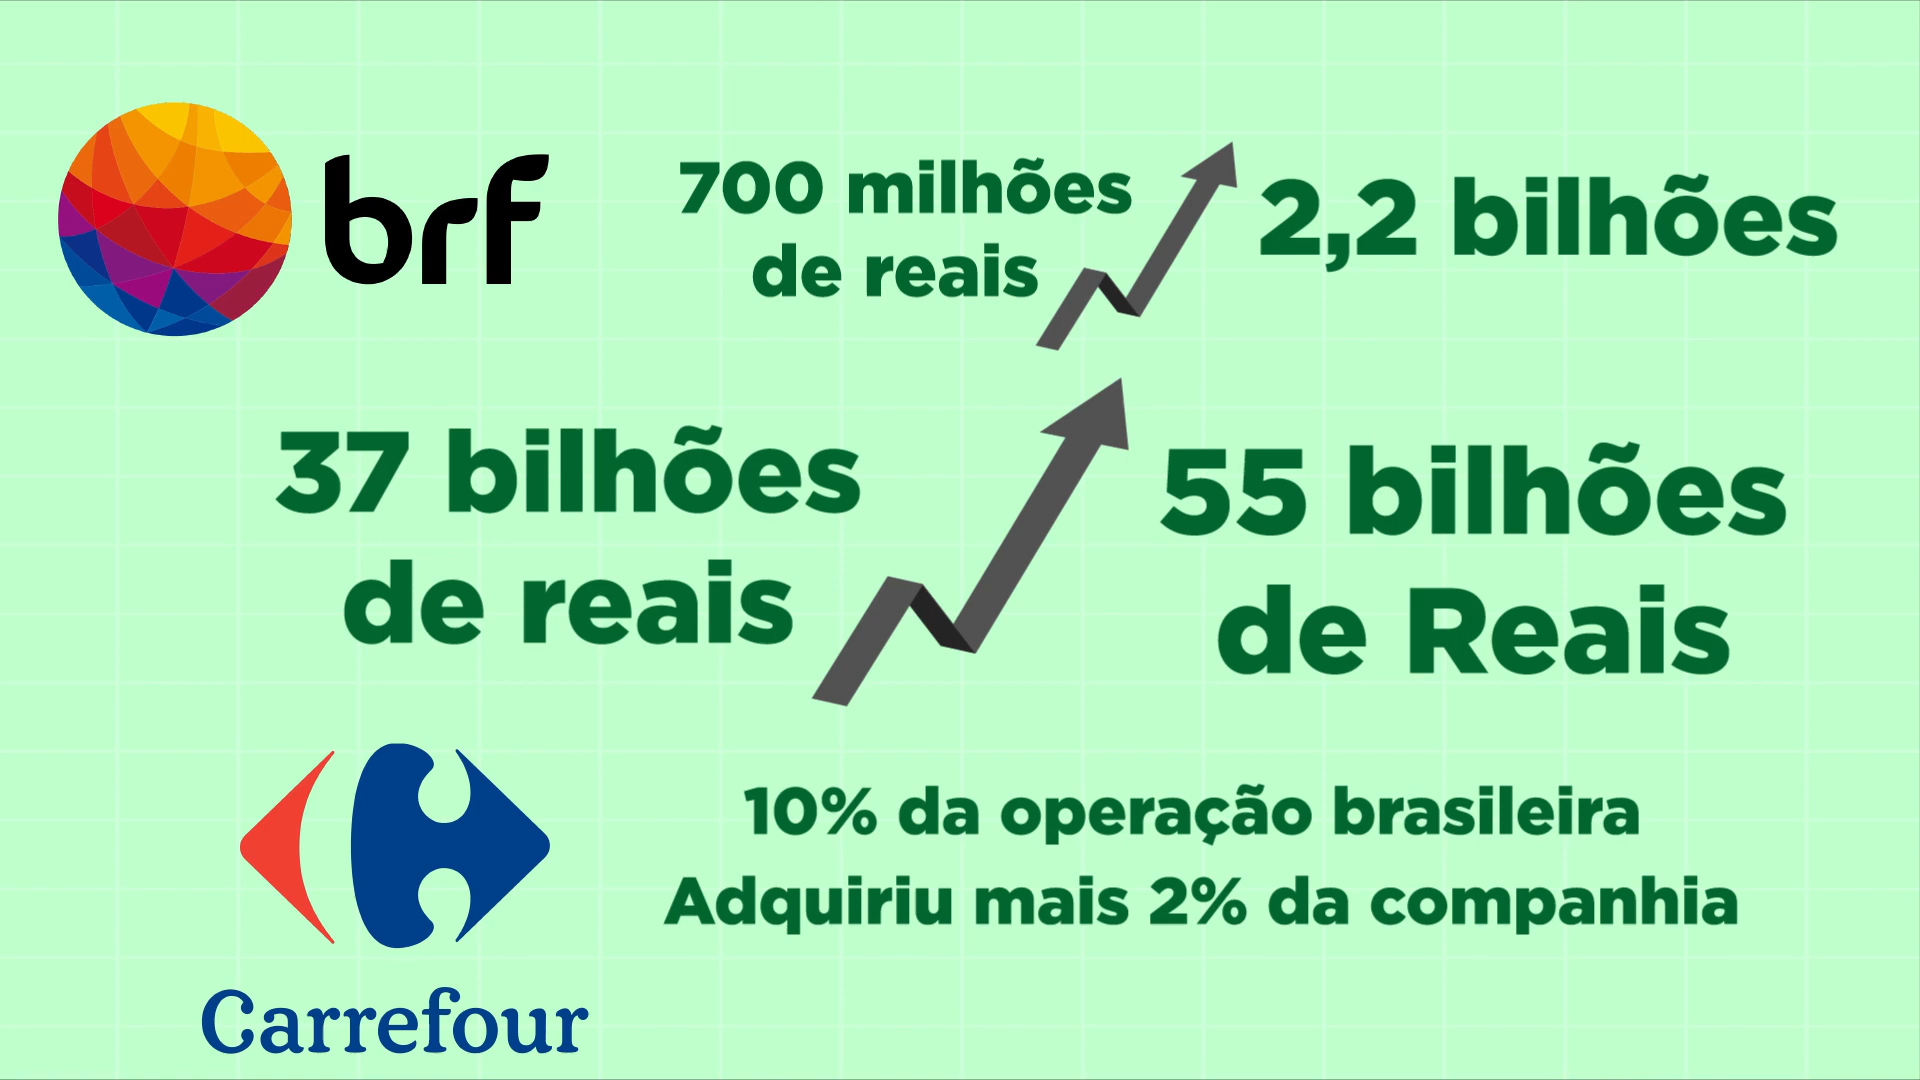 brf
700 milhões
de reais
2,2 bilhões
37 bilhões
de reais
55 bilhões
de Reais
10% da operação brasileira
Adquiriu mais 2% da companhia
Carrefour